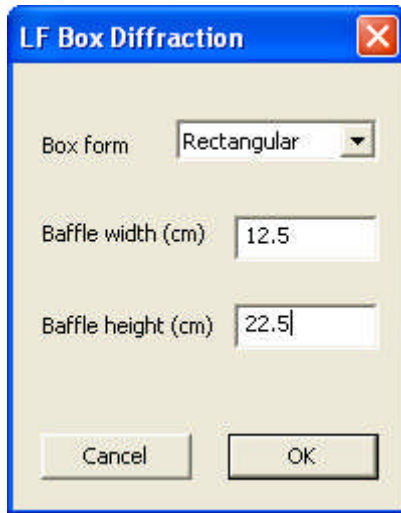 LF Box Diffraction
Box form Rectangular
Baffle width (cm) 12.5
Baffle height (cm) 22.5
Cancel OK